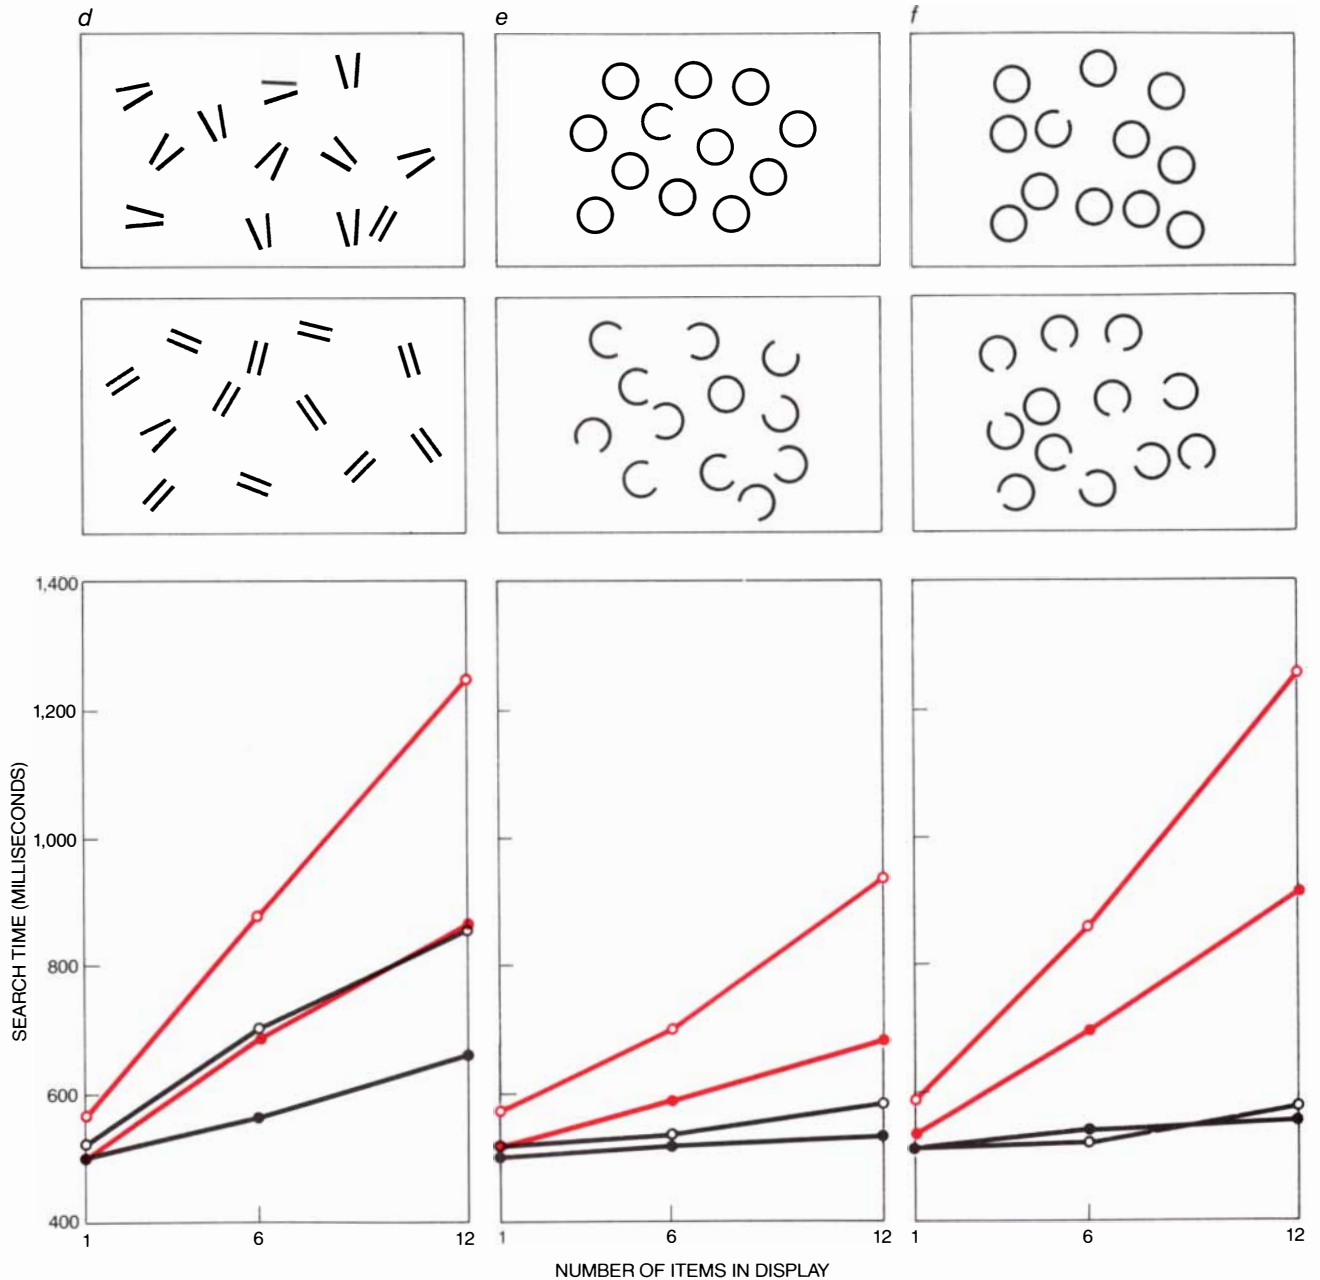 d e f
1,400
1,200
1,000
800
600
400
SEARCH TIME (MILLISECONDS)
1 6 12 1 6 12 1 6 12
NUMBER OF ITEMS IN DISPLAY